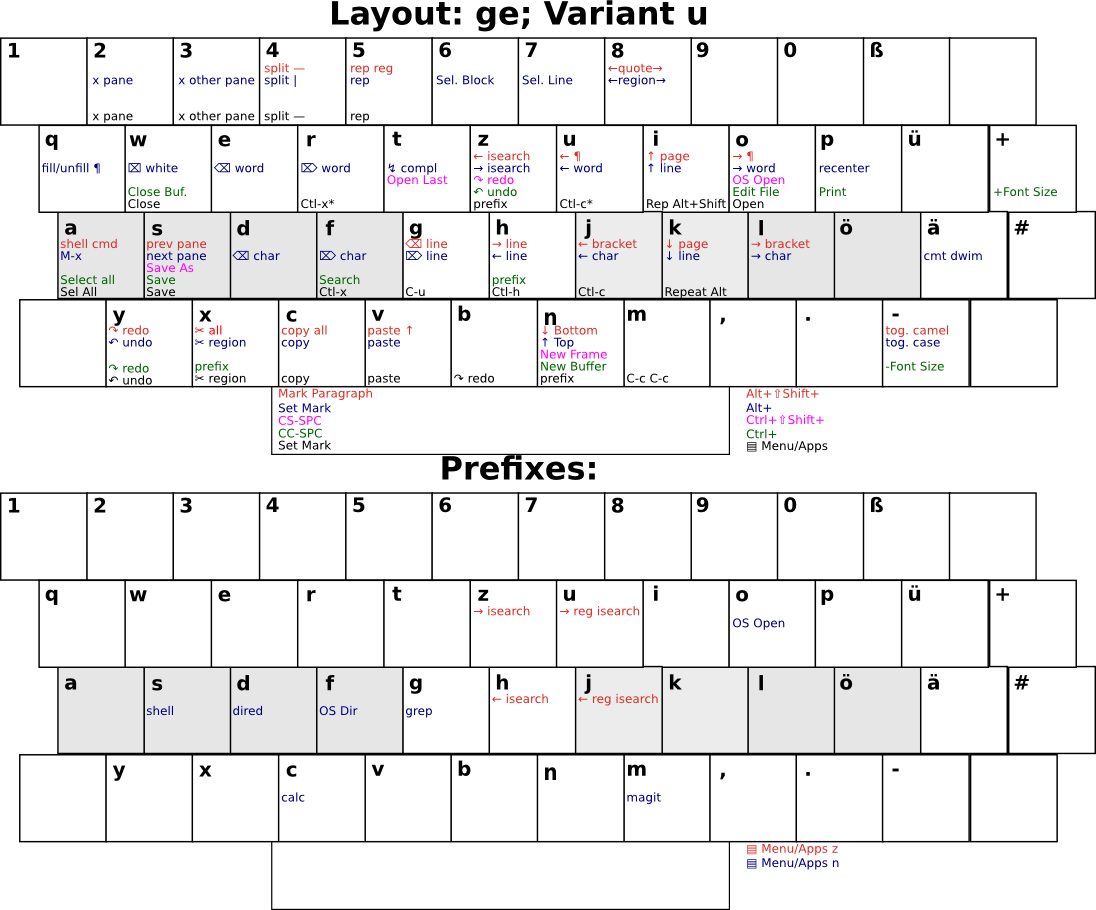 Layout: ge; Variant u
1 2 3 4 5 6 7 8 9 0 ß
split — rep reg ←quote→
x pane x other pane split | rep Sel. Block Sel. Line ←region→
x pane x other pane split — rep
q w e r t z u i o p ü +
← isearch ← ¶ ↑ page → ¶
fill/unfill ¶ ⌧ white ⌫ word ⌦ word ↯ compl → isearch ← word ↑ line → word recenter
Open Last ↷ redo OS Open
Close Buf. ↶ undo Edit File Print +Font Size
Close Ctl-x* prefix Ctl-c* Rep Alt+Shift Open
a s d f g h j k l ö ä #
shell cmd prev pane ⌫ line → line ← bracket ↓ page → bracket
M-x next pane ⌫ char ⌦ char ⌦ line ← line ← char ↓ line → char cmt dwim
Save As
Select all Save Search prefix
Sel All Save Ctl-x C-u Ctl-h Ctl-c Repeat Alt
y x c v b n m , . -
↷ redo ✂ all copy all paste ↑ ↓ Bottom tog. camel
↶ undo ✂ region copy paste ↑ Top tog. case
New Frame
↷ redo prefix New Buffer -Font Size
↶ undo ✂ region copy paste ↷ redo prefix C-c C-c
Mark Paragraph Alt+⇧Shift+
Set Mark Alt+
CS-SPC Ctrl+⇧Shift+
CC-SPC Ctrl+
Set Mark ▤ Menu/Apps
Prefixes:
1 2 3 4 5 6 7 8 9 0 ß
q w e r t z u i o p ü +
→ isearch → reg isearch
OS Open
a s d f g h j k l ö ä #
← isearch ← reg isearch
shell dired OS Dir grep
y x c v b n m , . -
calc magit
▤ Menu/Apps z
▤ Menu/Apps n